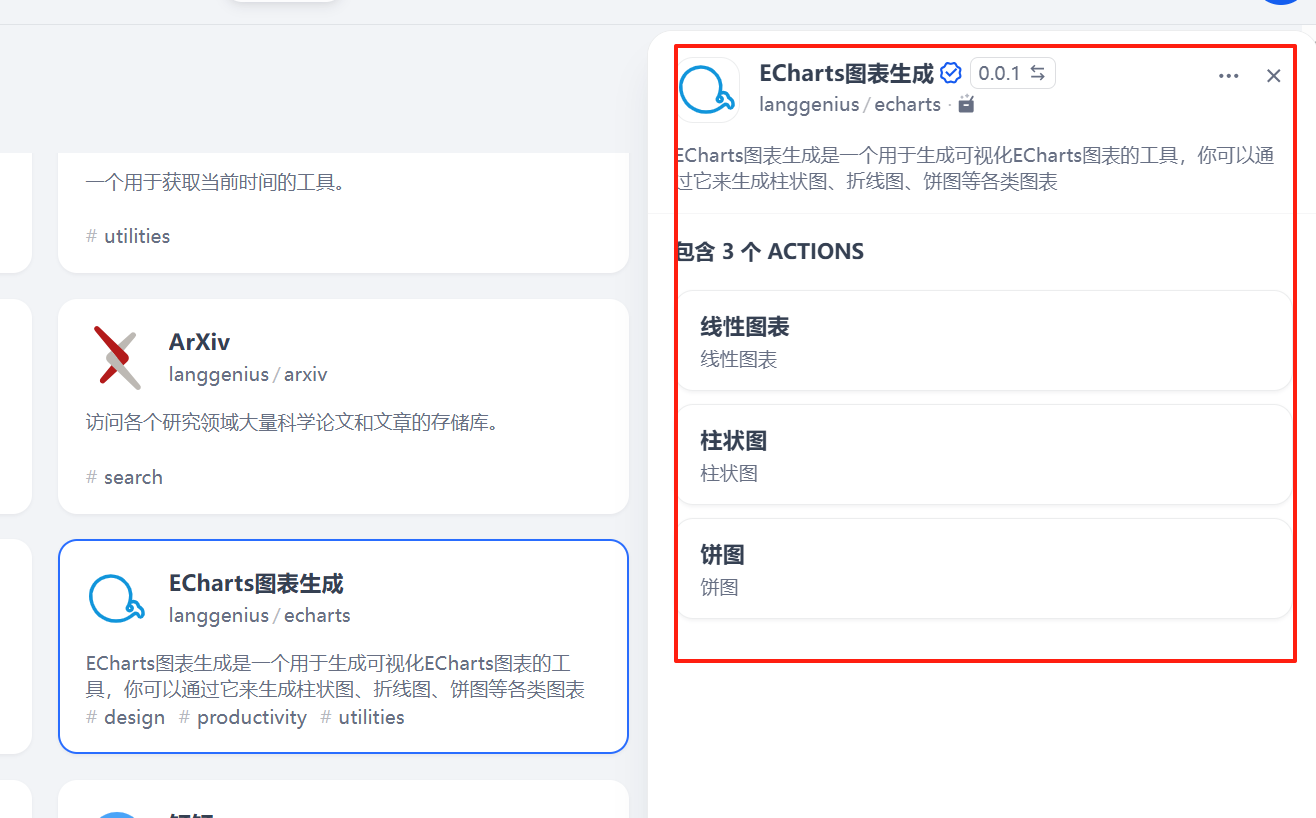 一个用于获取当前时间的工具。
# utilities
ArXiv
langgenius / arxiv
访问各个研究领域大量科学论文和文章的存储库。
# search
ECharts图表生成
langgenius / echarts
ECharts图表生成是一个用于生成可视化ECharts图表的工
具，你可以通过它来生成柱状图、折线图、饼图等各类图表
# design # productivity # utilities
ECharts图表生成 0.0.1
langgenius / echarts ·
ECharts图表生成是一个用于生成可视化ECharts图表的工具，你可以通
过它来生成柱状图、折线图、饼图等各类图表
包含 3 个 ACTIONS
线性图表
线性图表
柱状图
柱状图
饼图
饼图